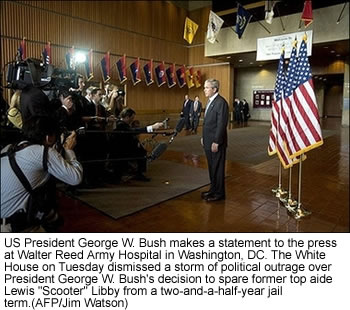 US President George W. Bush makes a statement to the press
at Walter Reed Army Hospital in Washington, DC. The White
House on Tuesday dismissed a storm of political outrage over
President George W. Bush's decision to spare former top aide
Lewis "Scooter" Libby from a two-and-a-half-year jail
term.(AFP/Jim Watson)